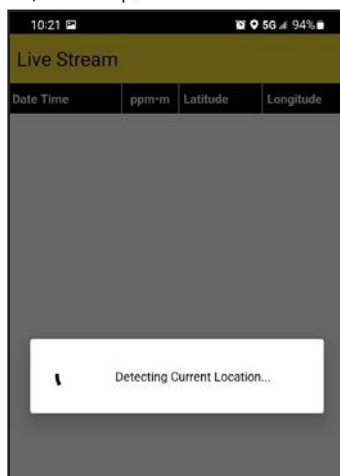 10:21 5G 94%
Live Stream
Date Time ppm·m Latitude Longitude
Detecting Current Location...